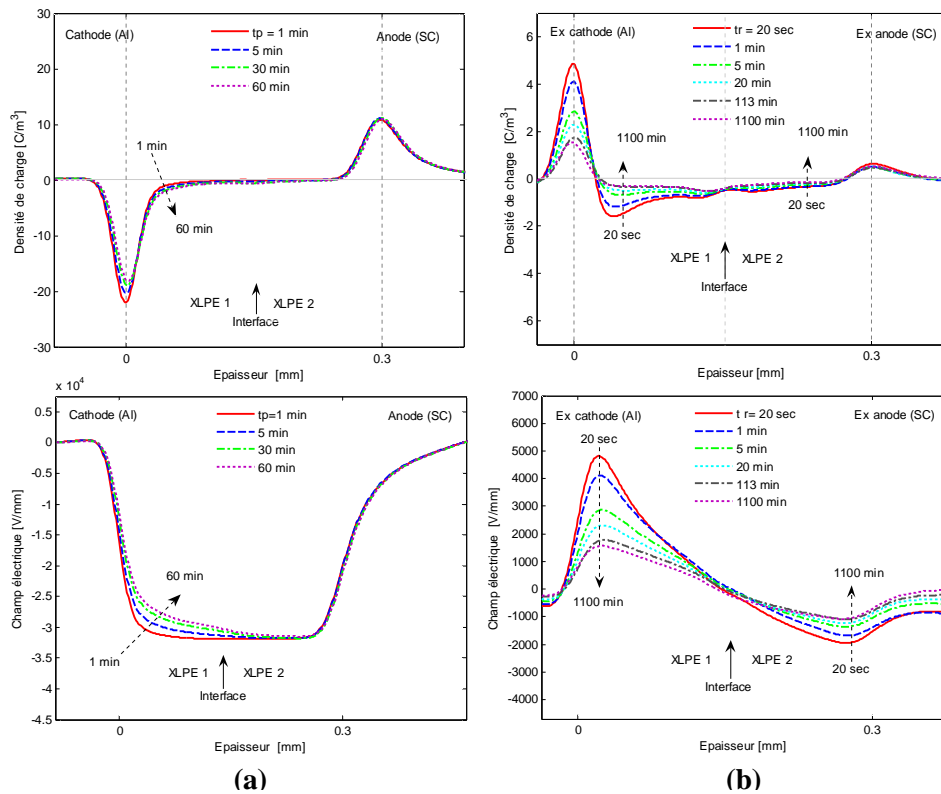 30
20
10
0
-10
-20
-30
Densité de charge [C/m³]
Cathode (Al)
Anode (SC)
tp = 1 min
5 min
30 min
60 min
1 min
60 min
XLPE 1
XLPE 2
Interface
0
0.3
Epaisseur [mm]
6
4
2
0
-2
-4
-6
Densité de charge [C/m³]
Ex cathode (Al)
Ex anode (SC)
tr = 20 sec
1 min
5 min
20 min
113 min
1100 min
1100 min
1100 min
20 sec
20 sec
XLPE 1
XLPE 2
Interface
0
0.3
Epaisseur [mm]
x 10⁴
0.5
0
-0.5
-1
-1.5
-2
-2.5
-3
-3.5
-4
-4.5
Champ électrique [V/mm]
Cathode (Al)
Anode (SC)
tp=1 min
5 min
30 min
60 min
60 min
1 min
XLPE 1
XLPE 2
Interface
0
0.3
Epaisseur [mm]
7000
6000
5000
4000
3000
2000
1000
0
-1000
-2000
-3000
-4000
Champ électrique [V/mm]
Ex cathode (Al)
Ex anode (SC)
t r= 20 sec
1 min
5 min
20 min
113 min
1100 min
20 sec
1100 min
1100 min
20 sec
XLPE 1
XLPE 2
Interface
0
0.3
Epaisseur [mm]
(a)
(b)